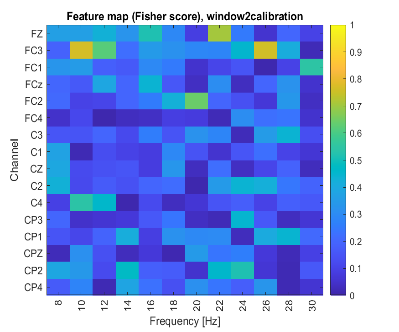 Feature map (Fisher score), window2calibration
FZ
FC3
FC1
FCz
FC2
FC4
C3
C1
CZ
C2
C4
CP3
CP1
CPZ
CP2
CP4
Channel
8 10 12 14 16 18 20 22 24 26 28 30
Frequency [Hz]
1
0.9
0.8
0.7
0.6
0.5
0.4
0.3
0.2
0.1
0